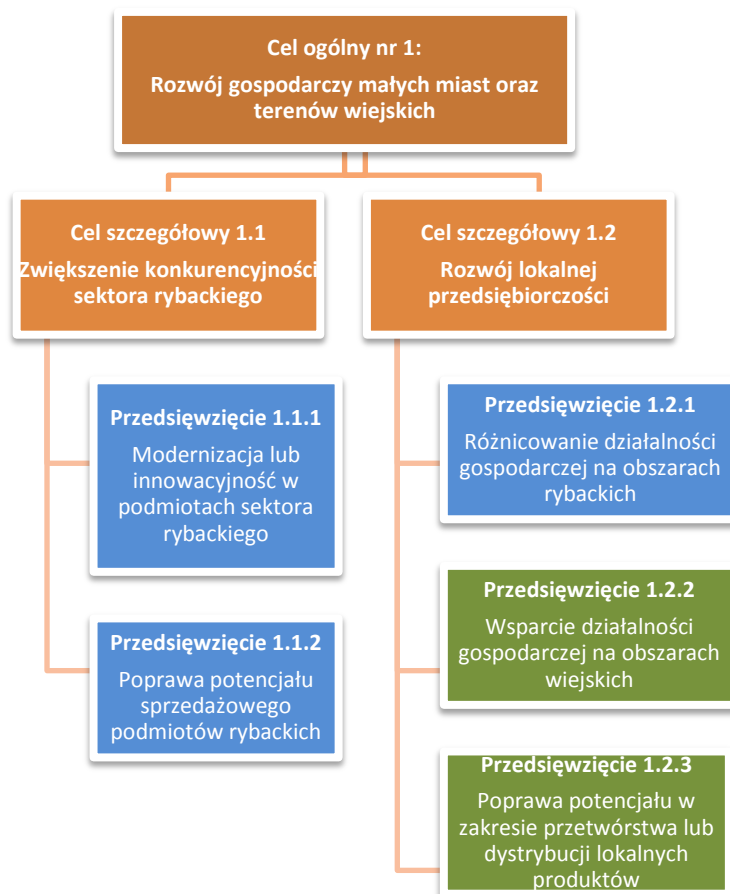 Cel ogólny nr 1:
Rozwój gospodarczy małych miast oraz
terenów wiejskich
Cel szczegółowy 1.1
Zwiększenie konkurencyjności
sektora rybackiego
Cel szczegółowy 1.2
Rozwój lokalnej
przedsiębiorczości
Przedsięwzięcie 1.1.1
Modernizacja lub
innowacyjność w
podmiotach sektora
rybackiego
Przedsięwzięcie 1.1.2
Poprawa potencjału
sprzedażowego
podmiotów rybackich
Przedsięwzięcie 1.2.1
Różnicowanie działalności
gospodarczej na obszarach
rybackich
Przedsięwzięcie 1.2.2
Wsparcie działalności
gospodarczej na obszarach
wiejskich
Przedsięwzięcie 1.2.3
Poprawa potencjału w
zakresie przetwórstwa lub
dystrybucji lokalnych
produktów